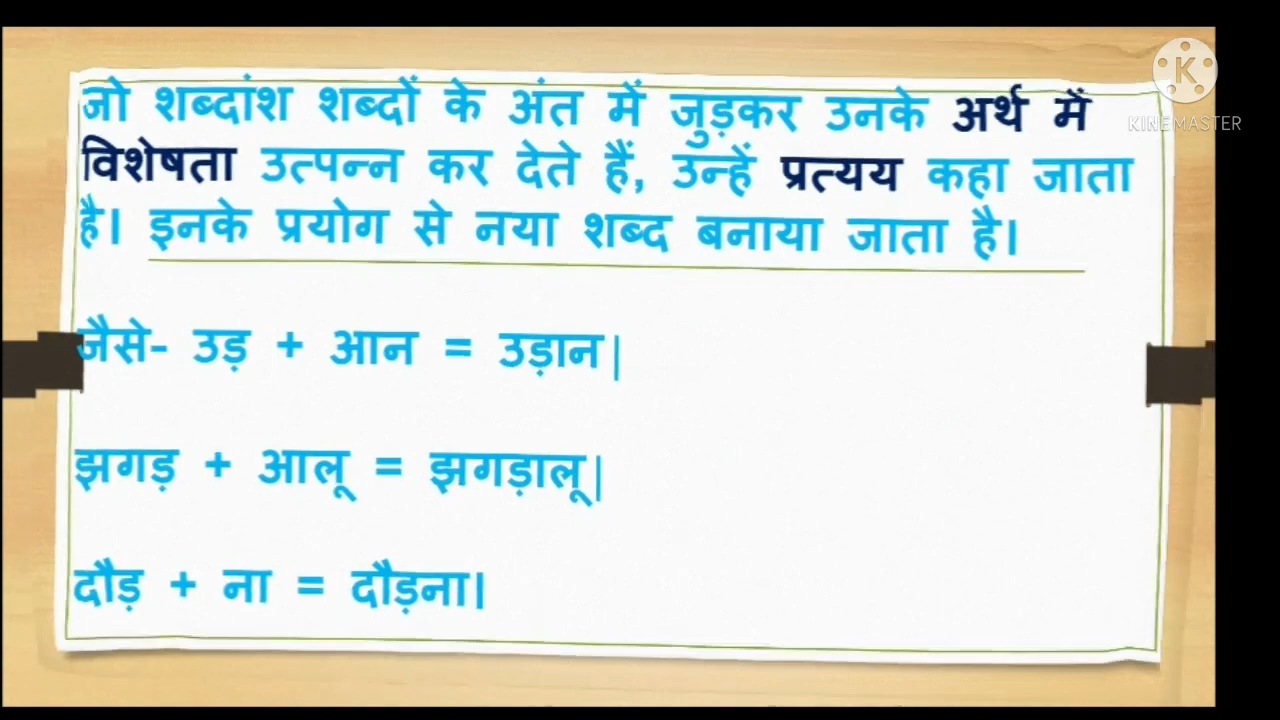 जो शब्दांश शब्दों के अंत में जुड़कर उनके अर्थ में
विशेषता उत्पन्न कर देते हैं, उन्हें प्रत्यय कहा जाता
है। इनके प्रयोग से नया शब्द बनाया जाता है।
जैसे- उड़ + आन = उड़ान|
झगड़ + आलू = झगड़ालू|
दौड़ + ना = दौड़ना।
K
KINEMASTER